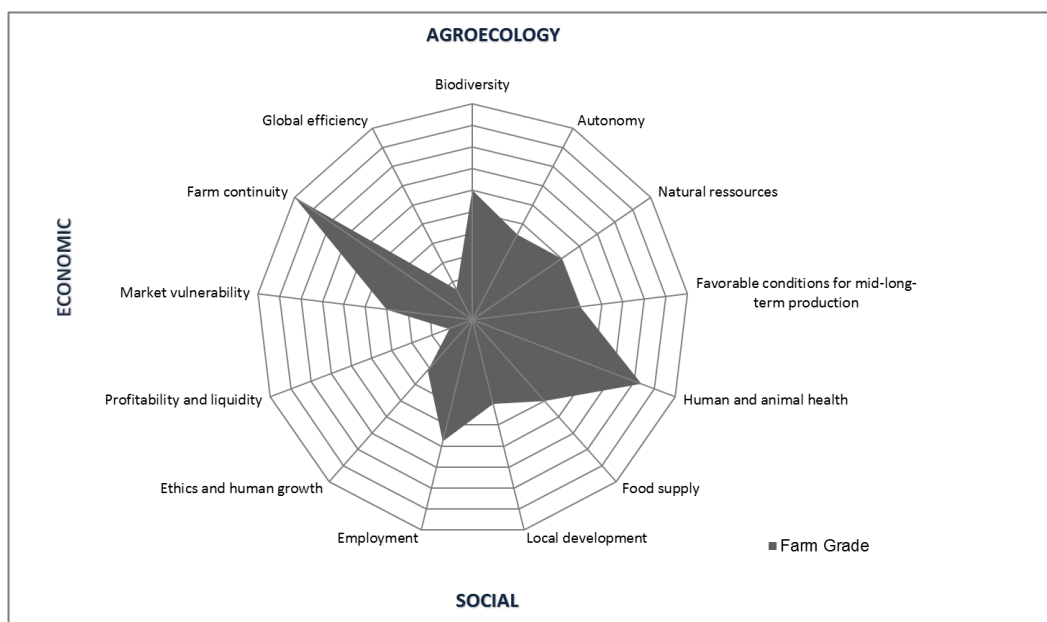 AGROECOLOGY
Biodiversity
Global efficiency
Autonomy
Farm continuity
Natural ressources
ECONOMIC
Market vulnerability
Favorable conditions for mid-long-
term production
Profitability and liquidity
Human and animal health
Ethics and human growth
Food supply
Employment
Local development
Farm Grade
SOCIAL